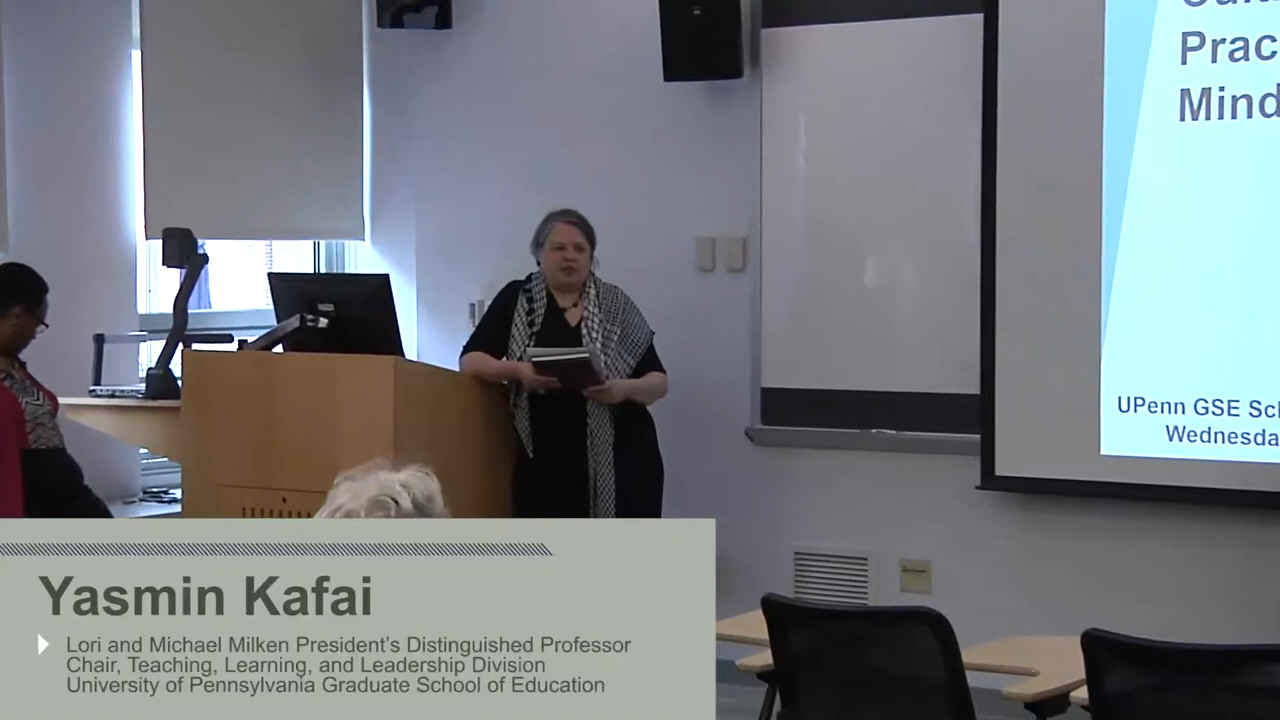 Prac
Mind
UPenn GSE
Wednesda
Yasmin Kafai
Lori and Michael Milken President's Distinguished Professor
Chair, Teaching, Learning, and Leadership Division
University of Pennsylvania Graduate School of Education